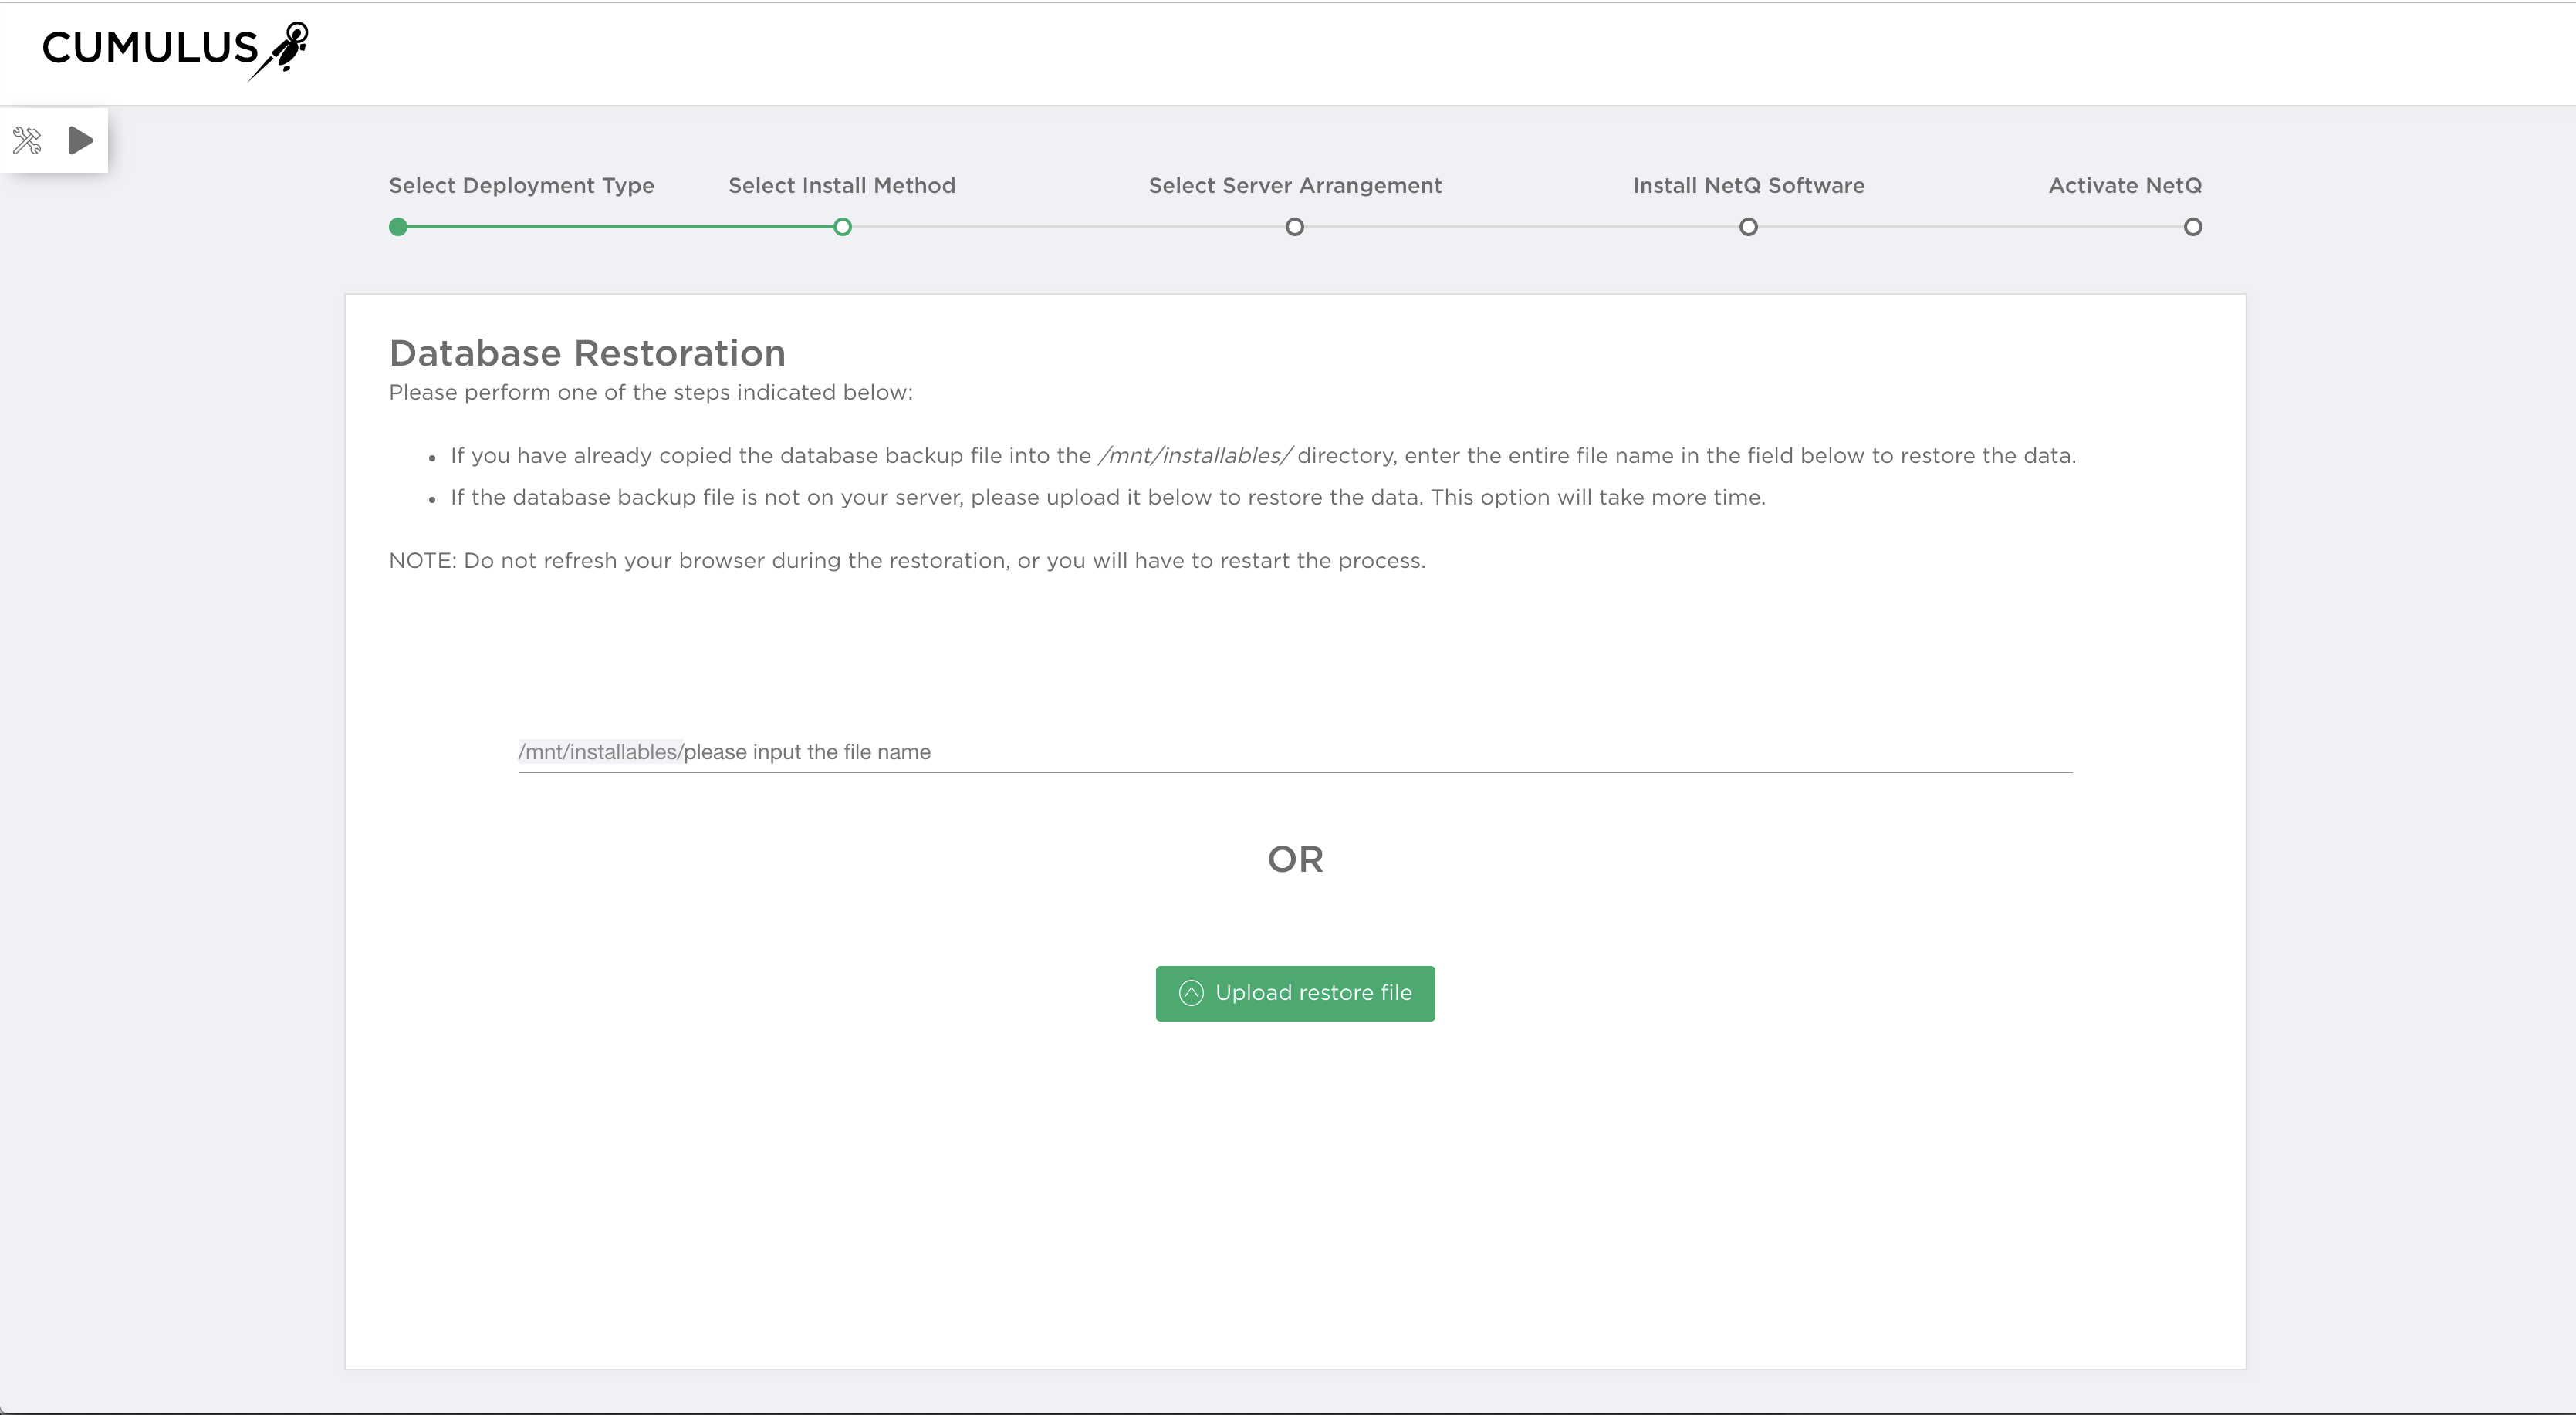 CUMULUS
Select Deployment Type
Select Install Method
Select Server Arrangement
Install NetQ Software
Activate NetQ
Database Restoration
Please perform one of the steps indicated below:
• If you have already copied the database backup file into the /mnt/installables/ directory, enter the entire file name in the field below to restore the data.
• If the database backup file is not on your server, please upload it below to restore the data. This option will take more time.
NOTE: Do not refresh your browser during the restoration, or you will have to restart the process.
/mnt/installables/please input the file name
OR
Upload restore file